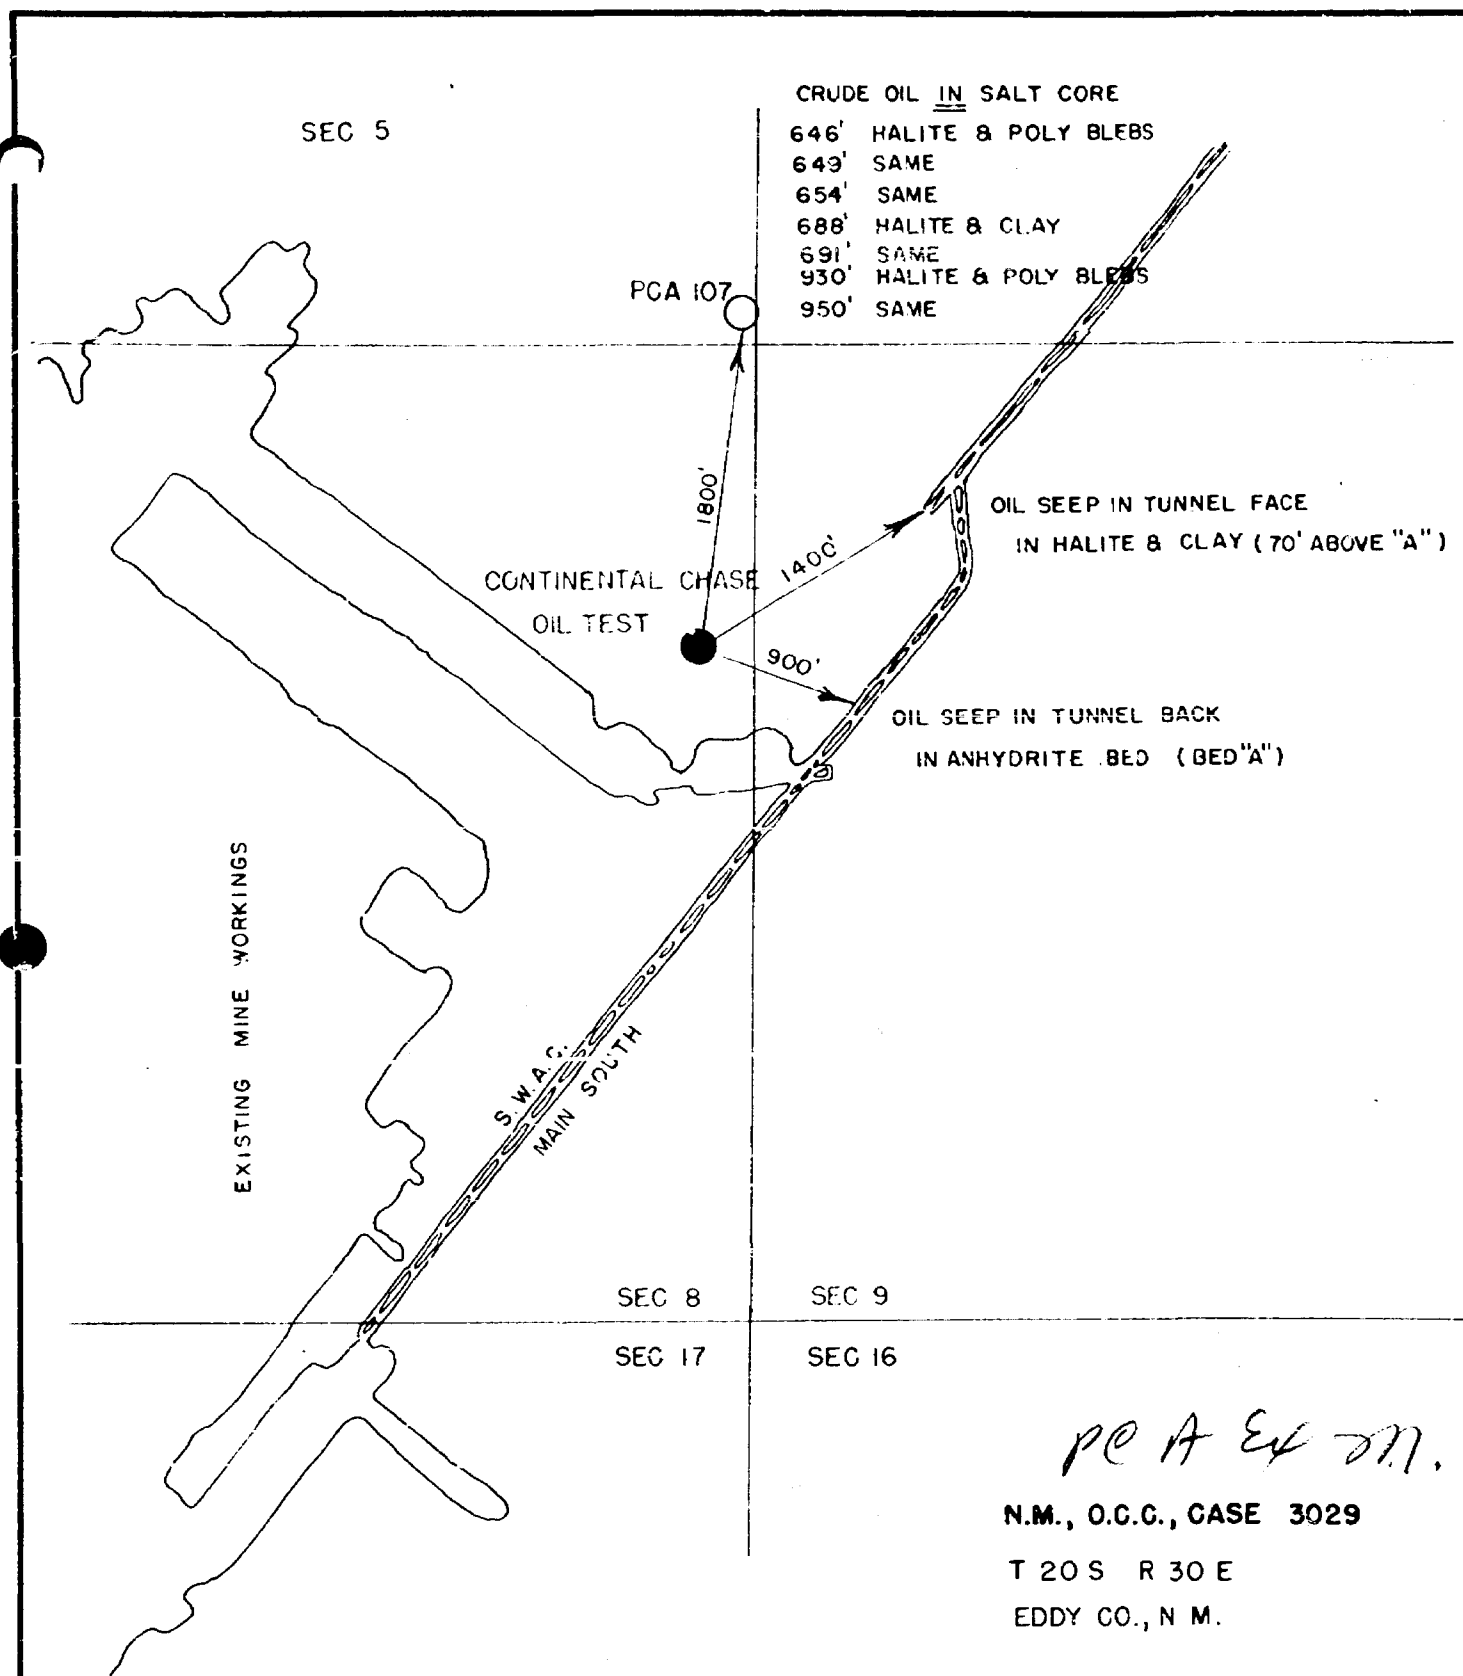 CRUDE OIL IN SALT CORE
SEC 5
646' HALITE & POLY BLEBS
649' SAME
654' SAME
688' HALITE & CLAY
691' SAME
930' HALITE & POLY BLEBS
950' SAME
PCA 107
1800'
OIL SEEP IN TUNNEL FACE
IN HALITE & CLAY (70' ABOVE "A")
1400'
CONTINENTAL CHASE
OIL TEST
900'
OIL SEEP IN TUNNEL BACK
IN ANHYDRITE BED (BED "A")
EXISTING MINE WORKINGS
S. W. A. C.
MAIN SOUTH
SEC 8
SEC 9
SEC 17
SEC 16
PCA Ex M.
N.M., O.C.C., CASE 3029
T 20 S R 30 E
EDDY CO., N M.